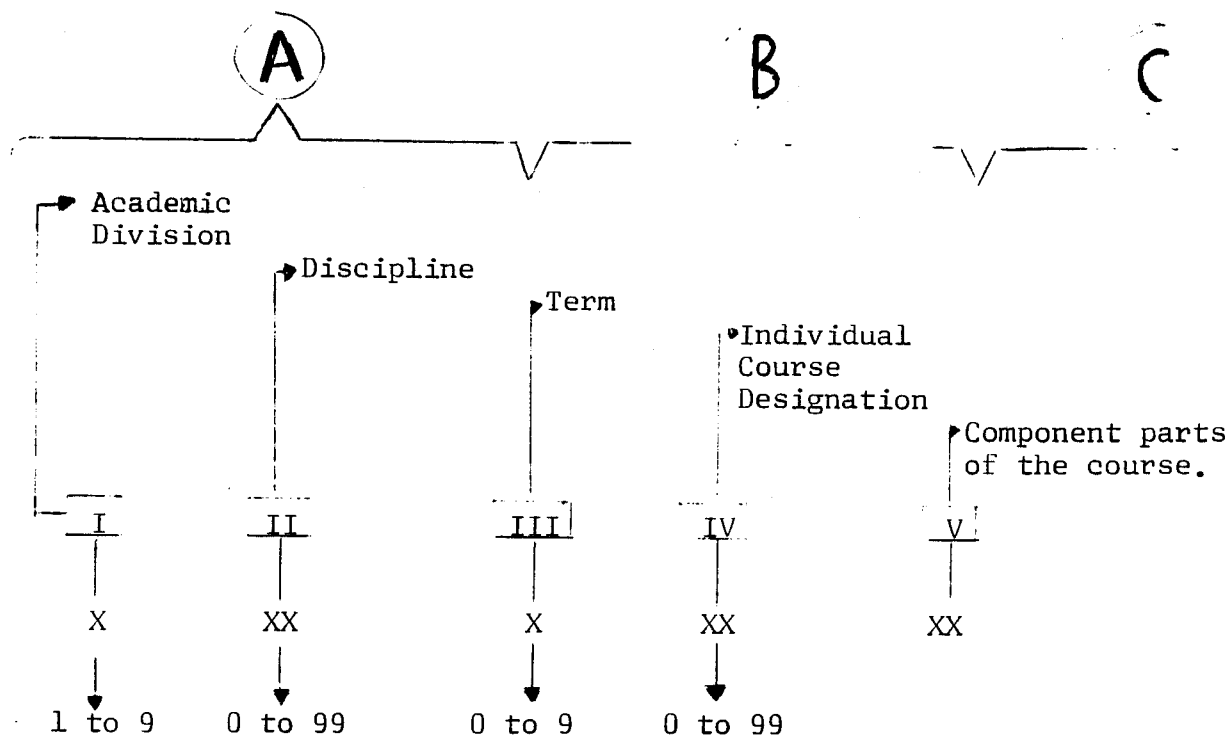 A B C
Academic
Division
Discipline
Term
Individual
Course
Designation
Component parts
of the course.
I II III IV V
X XX X XX XX
1 to 9 0 to 99 0 to 9 0 to 99